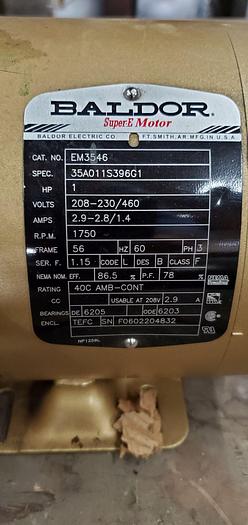 BALDOR
Super-E Motor
BALDOR ELECTRIC CO FT. SMITH, AR. MFG. IN U.S.A.
CAT. NO. EM3546
SPEC. 35A011S396G1
HP 1
VOLTS 208-230/460
AMPS 2.9-2.8/1.4
R.P.M. 1750
FRAME 56 HZ 60 PH 3
SER. F. 1.15 CODE L DES B CLASS F
NEMA NOM. EFF. 86.5 % P.F. 78 %
RATING 40C AMB-CONT
CC USABLE AT 208V 2.9 A
BEARINGS DE 6205 ODE 6203
ENCL. TEFC SN F0602204832
NP1256L